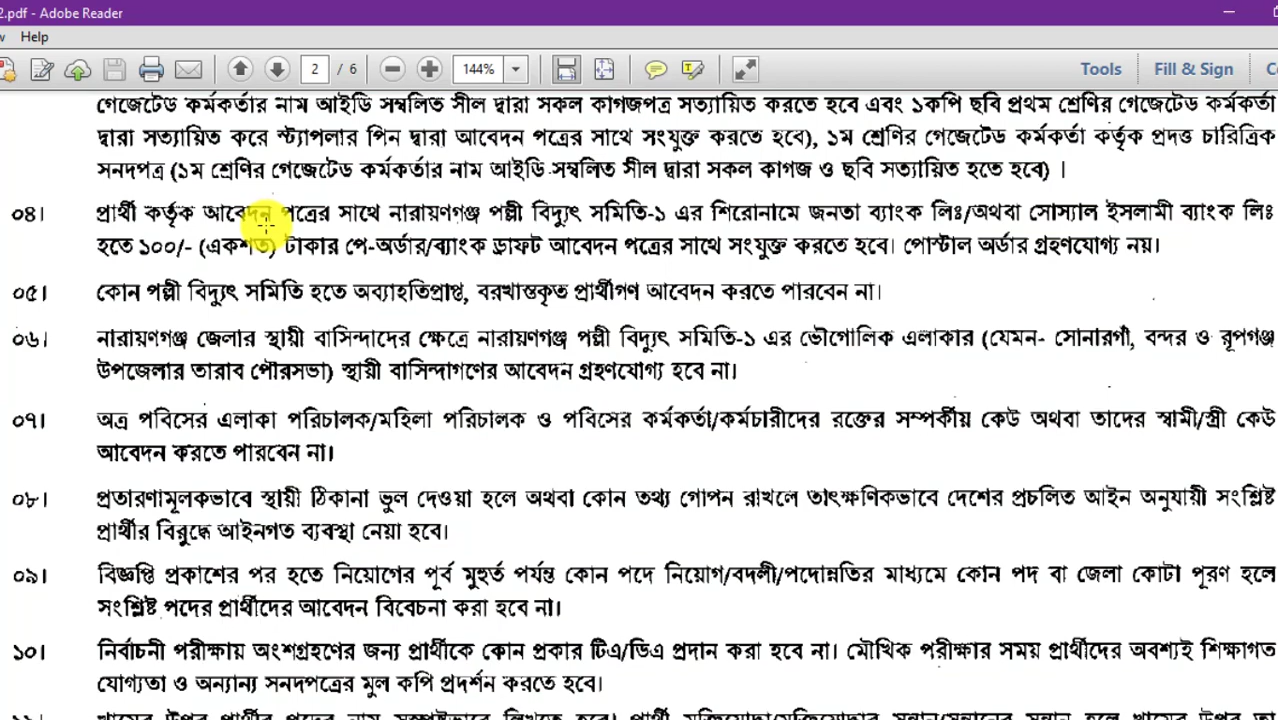 2.pdf - Adobe Reader
Help
2 / 6 144% Tools Fill & Sign
গেজেটেড কর্মকর্তার নাম আইডি সম্বলিত সীল দ্বারা সকল কাগজপত্র সত্যায়িত করতে হবে এবং ১কপি ছবি প্রথম শ্রেণির গেজেটেড কর্মকর্তা
দ্বারা সত্যায়িত করে স্ট্যাপলার পিন দ্বারা আবেদন পত্রের সাথে সংযুক্ত করতে হবে), ১ম শ্রেণির গেজেটেড কর্মকর্তা কর্তৃক প্রদত্ত চারিত্রিক
সনদপত্র (১ম শ্রেণির গেজেটেড কর্মকর্তার নাম আইডি সম্বলিত সীল দ্বারা সকল কাগজ ও ছবি সত্যায়িত হতে হবে) ।
০৪। প্রার্থী কর্তৃক আবেদন পত্রের সাথে নারায়ণগঞ্জ পল্লী বিদ্যুৎ সমিতি-১ এর শিরোনামে জনতা ব্যাংক লিঃ/অথবা সোস্যাল ইসলামী ব্যাংক লিঃ
হতে ১০০/- (একশত) টাকার পে-অর্ডার/ব্যাংক ড্রাফট আবেদন পত্রের সাথে সংযুক্ত করতে হবে। পোস্টাল অর্ডার গ্রহণযোগ্য নয়।
০৫। কোন পল্লী বিদ্যুৎ সমিতি হতে অব্যাহতিপ্রাপ্ত, বরখাস্তকৃত প্রার্থীগণ আবেদন করতে পারবেন না।
০৬। নারায়ণগঞ্জ জেলার স্থায়ী বাসিন্দাদের ক্ষেত্রে নারায়ণগঞ্জ পল্লী বিদ্যুৎ সমিতি-১ এর ভৌগোলিক এলাকার (যেমন- সোনারগাঁ, বন্দর ও রূপগঞ্জ
উপজেলার তারাব পৌরসভা) স্থায়ী বাসিন্দাগণের আবেদন গ্রহণযোগ্য হবে না।
০৭। অত্র পবিসের এলাকা পরিচালক/মহিলা পরিচালক ও পবিসের কর্মকর্তা/কর্মচারীদের রক্তের সম্পর্কীয় কেউ অথবা তাদের স্বামী/স্ত্রী কেউ
আবেদন করতে পারবেন না।
০৮। প্রতারণামূলকভাবে স্থায়ী ঠিকানা ভুল দেওয়া হলে অথবা কোন তথ্য গোপন রাখলে তাৎক্ষণিকভাবে দেশের প্রচলিত আইন অনুযায়ী সংশ্লিষ্ট
প্রার্থীর বিরুদ্ধে আইনগত ব্যবস্থা নেয়া হবে।
০৯। বিজ্ঞপ্তি প্রকাশের পর হতে নিয়োগের পূর্ব মুহুর্ত পর্যন্ত কোন পদে নিয়োগ/বদলী/পদোন্নতির মাধ্যমে কোন পদ বা জেলা কোটা পূরণ হলে
সংশ্লিষ্ট পদের প্রার্থীদের আবেদন বিবেচনা করা হবে না।
১০। নির্বাচনী পরীক্ষায় অংশগ্রহণের জন্য প্রার্থীকে কোন প্রকার টিএ/ডিএ প্রদান করা হবে না। মৌখিক পরীক্ষার সময় প্রার্থীদের অবশ্যই শিক্ষাগত
যোগ্যতা ও অন্যান্য সনদপত্রের মুল কপি প্রদর্শন করতে হবে।